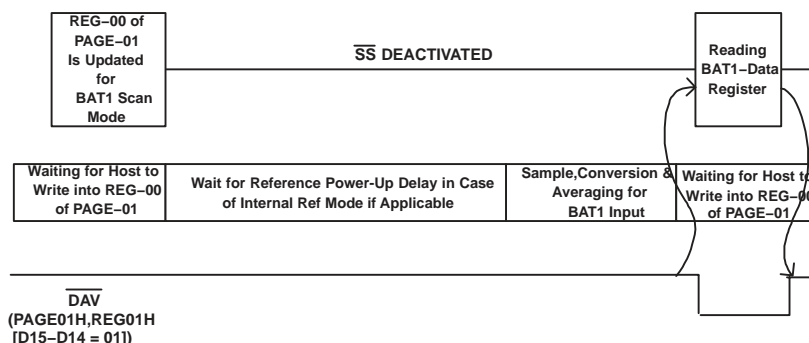 REG–00 of
PAGE–01
Is Updated
for
BAT1 Scan
Mode
SS DEACTIVATED
Reading
BAT1–Data
Register
Waiting for Host to
Write into REG–00
of PAGE–01
Wait for Reference Power–Up Delay in Case
of Internal Ref Mode if Applicable
Sample,Conversion &
Averaging for
BAT1 Input
Waiting for Host to
Write into REG–00
of PAGE–01
DAV
(PAGE01H,REG01H
[D15–D14 = 01])